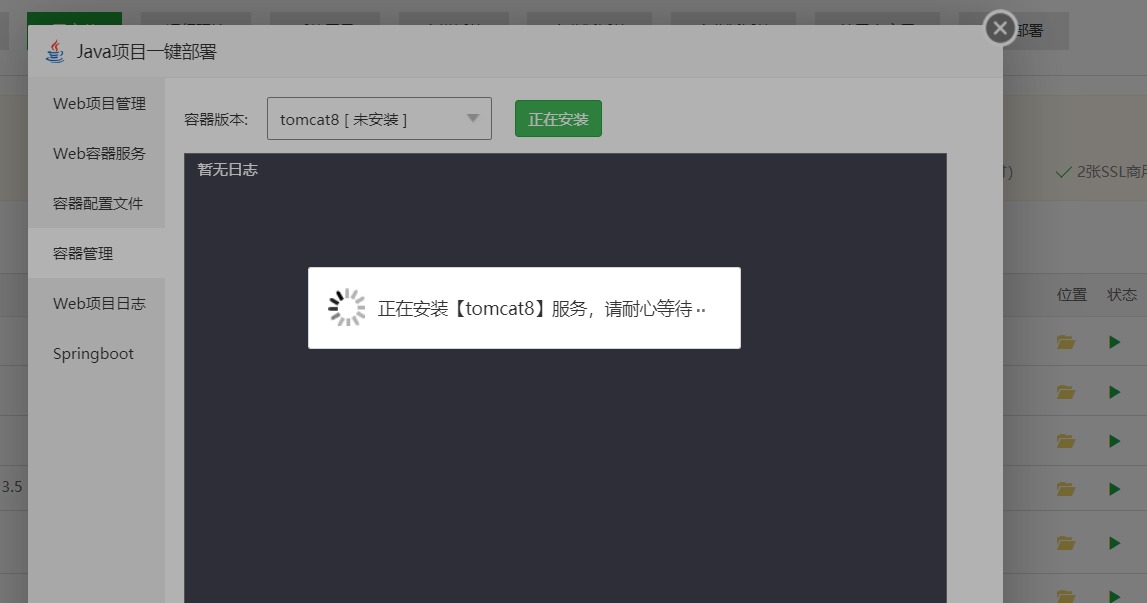 部署
Java项目一键部署
Web项目管理
容器版本:
tomcat8 [ 未安装 ]
正在安装
Web容器服务
暂无日志
2张SSL商用
容器配置文件
容器管理
位置
状态
正在安装【tomcat8】服务，请耐心等待··
Web项目日志
Springboot
3.5